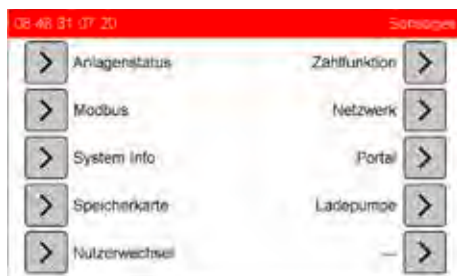 08:48 31.07.20 Sonstiges
Anlagenstatus Zählfunktion
Modbus Netzwerk
System Info Portal
Speicherkarte Ladepumpe
Nutzerwechsel ---